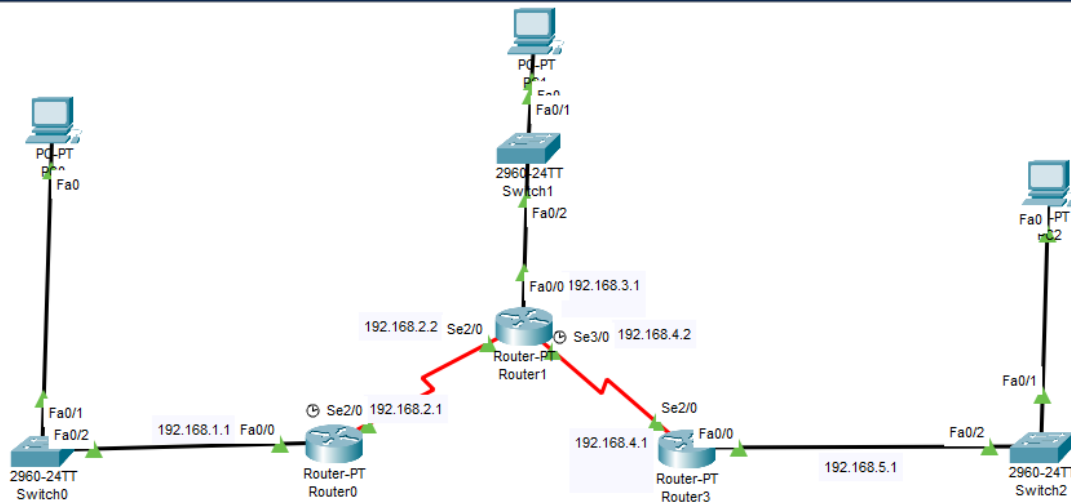 PC-PT
Fa0/1
2960-24TT
Switch1
Fa0/2
PC-PT
Fa0
Fa0
-PT
Fa0/0
192.168.3.1
192.168.2.2
Se2/0
Se3/0
192.168.4.2
Router-PT
Router1
Fa0/1
Fa0/2
2960-24TT
Switch0
192.168.1.1
Fa0/0
Se2/0
192.168.2.1
Router-PT
Router0
Se2/0
192.168.4.1
Fa0/0
Router-PT
Router3
192.168.5.1
Fa0/1
Fa0/2
2960-24TT
Switch2